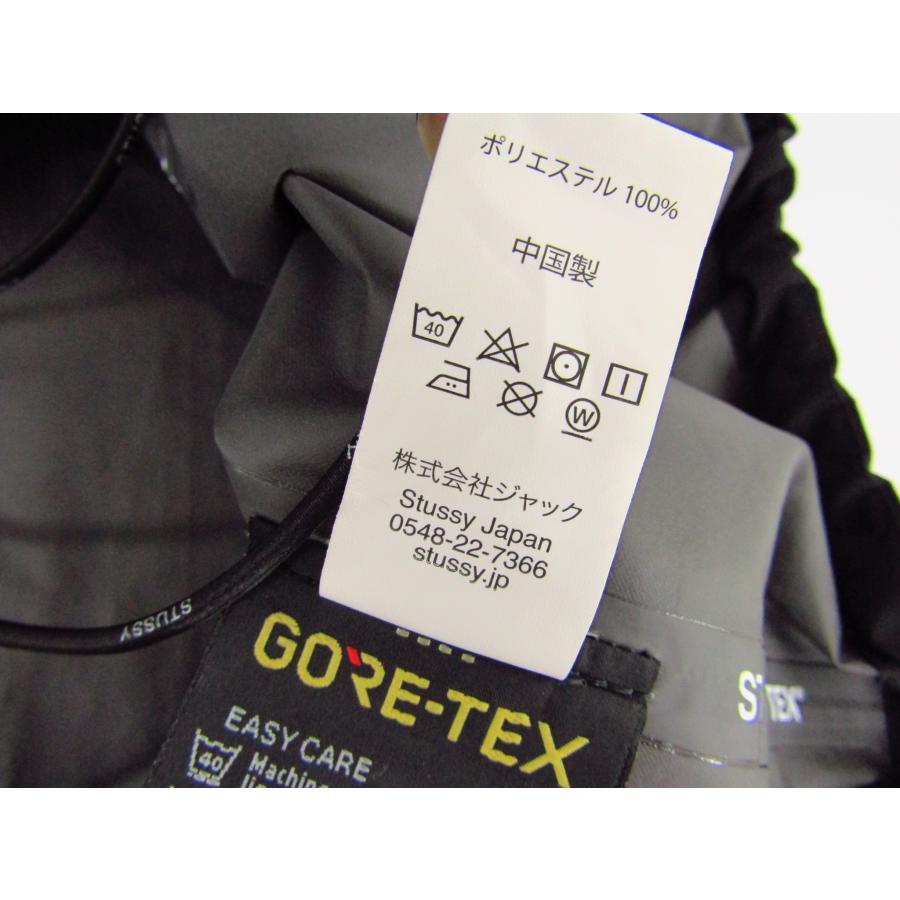 ポリエステル 100%
中国製
40
W
株式会社ジャック
Stussy Japan
0548-22-7366
stussy.jp
STUSSY
GORE-TEX
EASY CARE
40
TEX